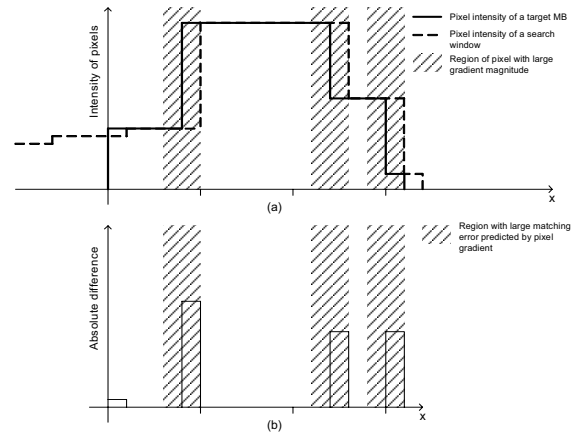 Intensity of pixels
Pixel intensity of a target MB
Pixel intensity of a search
window
Region of pixel with large
gradient magnitude
x
(a)
Absolute difference
Region with large matching
error predicted by pixel
gradient
x
(b)